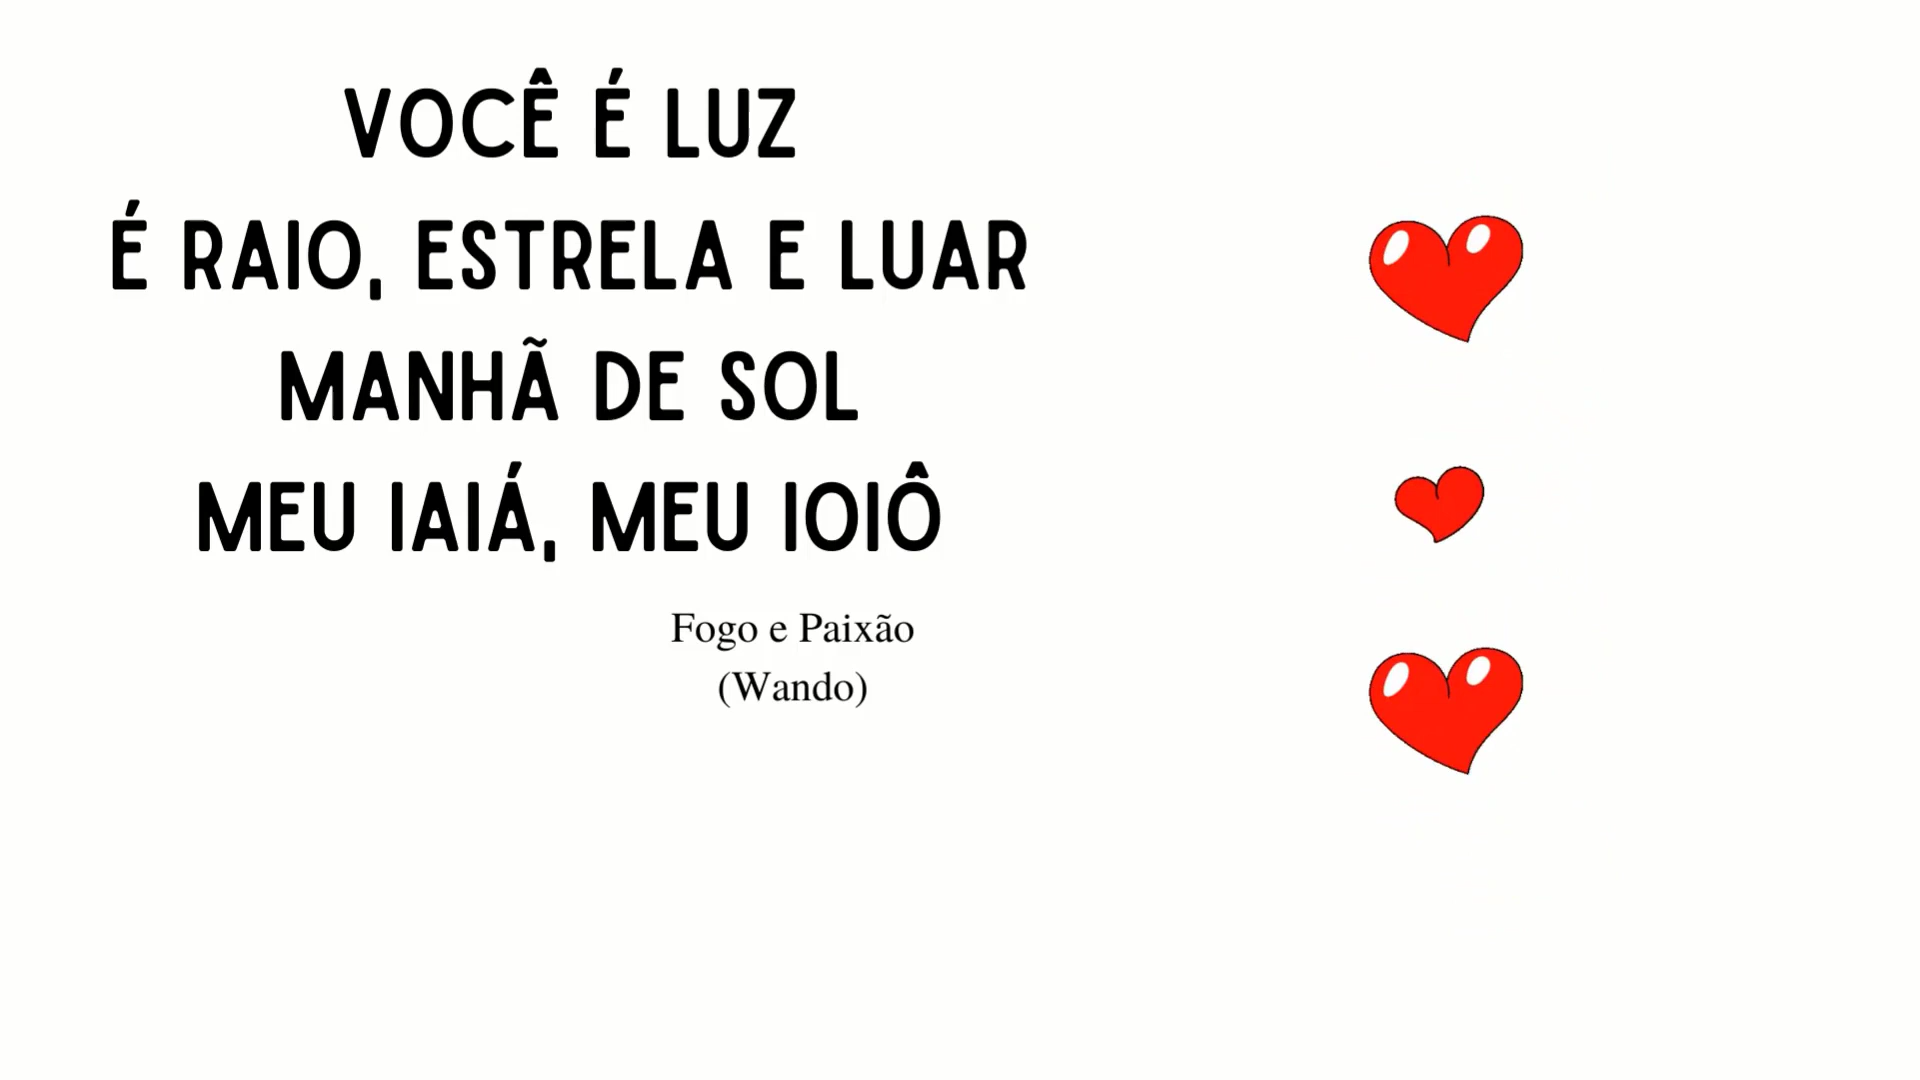 VOCÊ É LUZ
É RAIO, ESTRELA E LUAR
MANHÃ DE SOL
MEU IAIÁ, MEU IOIÔ
Fogo e Paixão
(Wando)